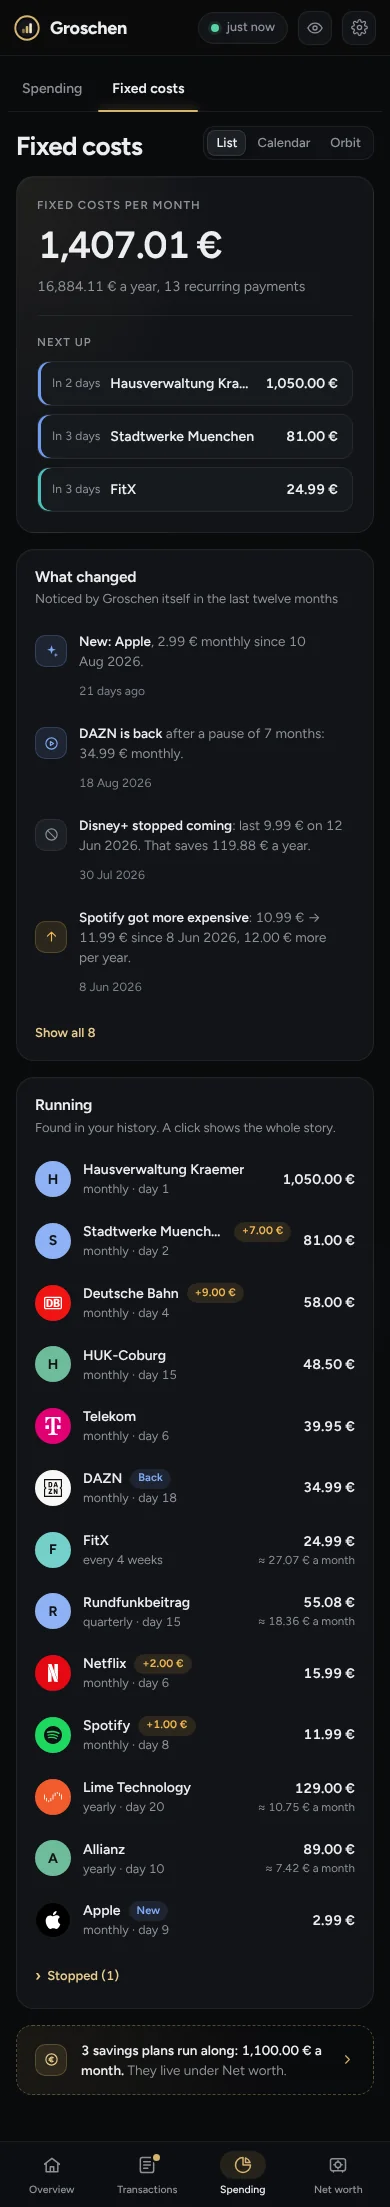 Groschen
just now
Spending
Fixed costs
Fixed costs
List
Calendar
Orbit
FIXED COSTS PER MONTH
1,407.01 €
16,884.11 € a year, 13 recurring payments
NEXT UP
In 2 days Hausverwaltung Kra... 1,050.00 €
In 3 days Stadtwerke Muenchen 81.00 €
In 3 days FitX 24.99 €
What changed
Noticed by Groschen itself in the last twelve months
New: Apple, 2.99 € monthly since 10
Aug 2026.
21 days ago
DAZN is back after a pause of 7 months:
34.99 € monthly.
18 Aug 2026
Disney+ stopped coming: last 9.99 € on 12
Jun 2026. That saves 119.88 € a year.
30 Jul 2026
Spotify got more expensive: 10.99 € →
11.99 € since 8 Jun 2026, 12.00 € more
per year.
8 Jun 2026
Show all 8
Running
Found in your history. A click shows the whole story.
H
Hausverwaltung Kraemer
monthly · day 1
1,050.00 €
S
Stadtwerke Muench... +7.00 €
monthly · day 2
81.00 €
DB
Deutsche Bahn +9.00 €
monthly · day 4
58.00 €
H
HUK-Coburg
monthly · day 15
48.50 €
T
Telekom
monthly · day 6
39.95 €
DA
ZN
DAZN Back
monthly · day 18
34.99 €
F
FitX
every 4 weeks
24.99 €
≈ 27.07 € a month
R
Rundfunkbeitrag
quarterly · day 15
55.08 €
≈ 18.36 € a month
N
Netflix +2.00 €
monthly · day 6
15.99 €
Spotify +1.00 €
monthly · day 8
11.99 €
Lime Technology
yearly · day 20
129.00 €
≈ 10.75 € a month
A
Allianz
yearly · day 10
89.00 €
≈ 7.42 € a month
Apple New
monthly · day 9
2.99 €
› Stopped (1)
€
3 savings plans run along: 1,100.00 € a
month. They live under Net worth.
Overview
Transactions
Spending
Net worth